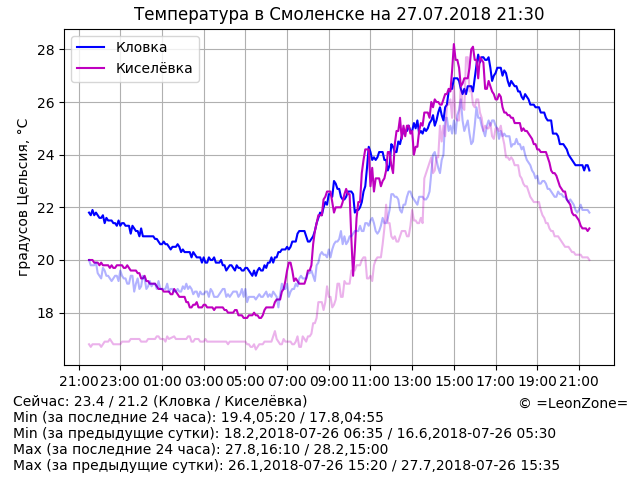 Температура в Смоленске на 27.07.2018 21:30
Кловка
Киселёвка
градусов Цельсия, °C
28
26
24
22
20
18
21:00 23:00 01:00 03:00 05:00 07:00 09:00 11:00 13:00 15:00 17:00 19:00 21:00
Сейчас: 23.4 / 21.2 (Кловка / Киселёвка)
© =LeonZone=
Min (за последние 24 часа): 19.4,05:20 / 17.8,04:55
Min (за предыдущие сутки): 18.2,2018-07-26 06:35 / 16.6,2018-07-26 05:30
Max (за последние 24 часа): 27.8,16:10 / 28.2,15:00
Max (за предыдущие сутки): 26.1,2018-07-26 15:20 / 27.7,2018-07-26 15:35